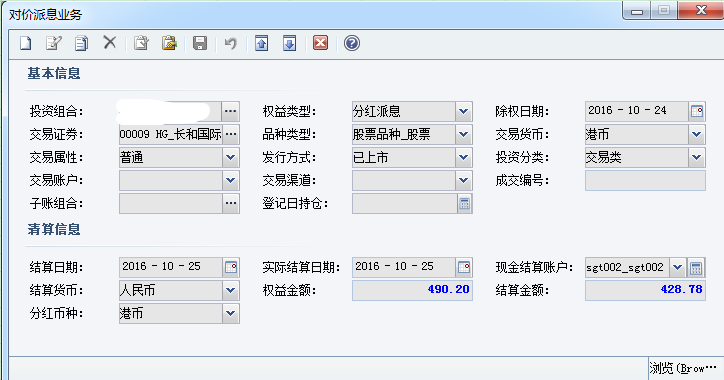 对价派息业务
基本信息
投资组合: 权益类型: 分红派息 除权日期: 2016 - 10 - 24
交易证券: 00009 HG_长和国际 品种类型: 股票品种_股票 交易货币: 港币
交易属性: 普通 发行方式: 已上市 投资分类: 交易类
交易账户: 交易渠道: 成交编号:
子账组合: 登记日持仓:
清算信息
结算日期: 2016 - 10 - 25 实际结算日期: 2016 - 10 - 25 现金结算账户: sgt002_sgt002
结算货币: 人民币 权益金额: 490.20 结算金额: 428.78
分红币种: 港币
浏览(Brow…